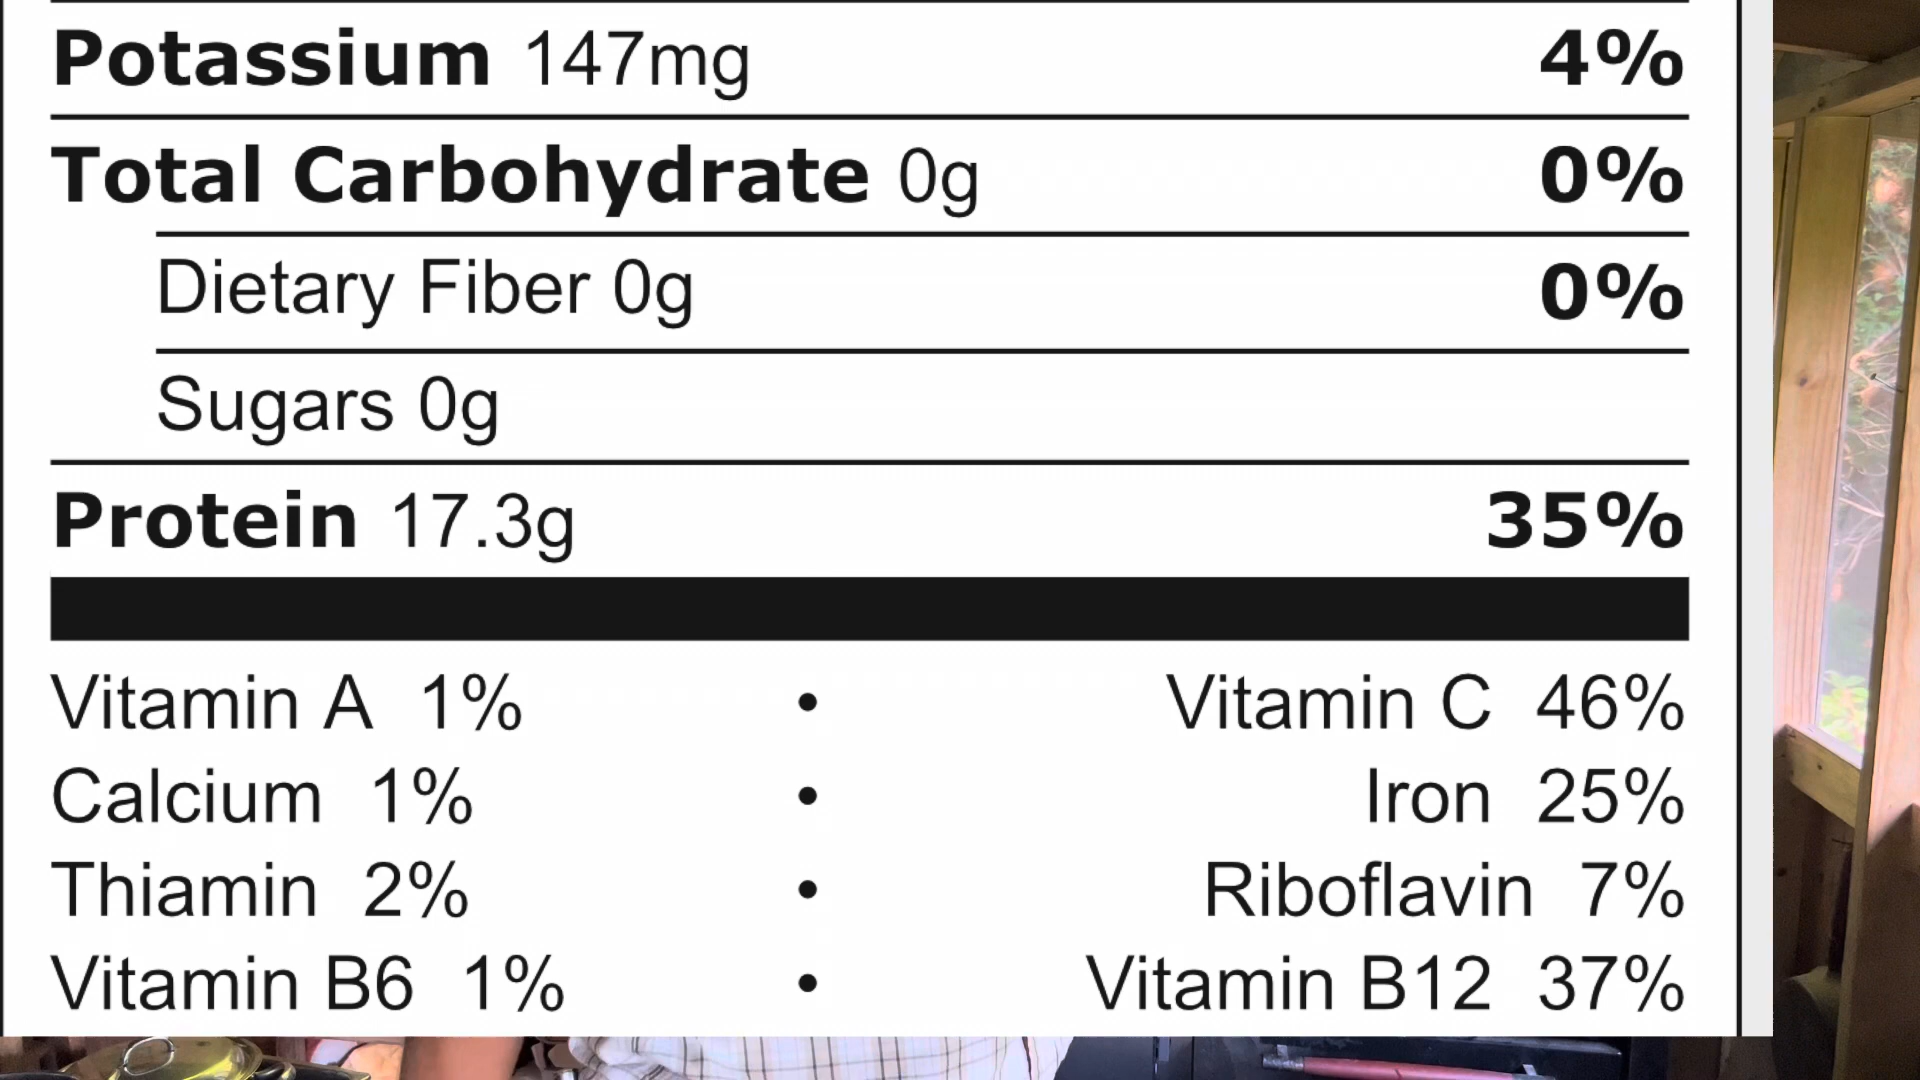 Potassium 147mg 4%
Total Carbohydrate 0g 0%
Dietary Fiber 0g 0%
Sugars 0g
Protein 17.3g 35%
Vitamin A 1% • Vitamin C 46%
Calcium 1% • Iron 25%
Thiamin 2% • Riboflavin 7%
Vitamin B6 1% • Vitamin B12 37%